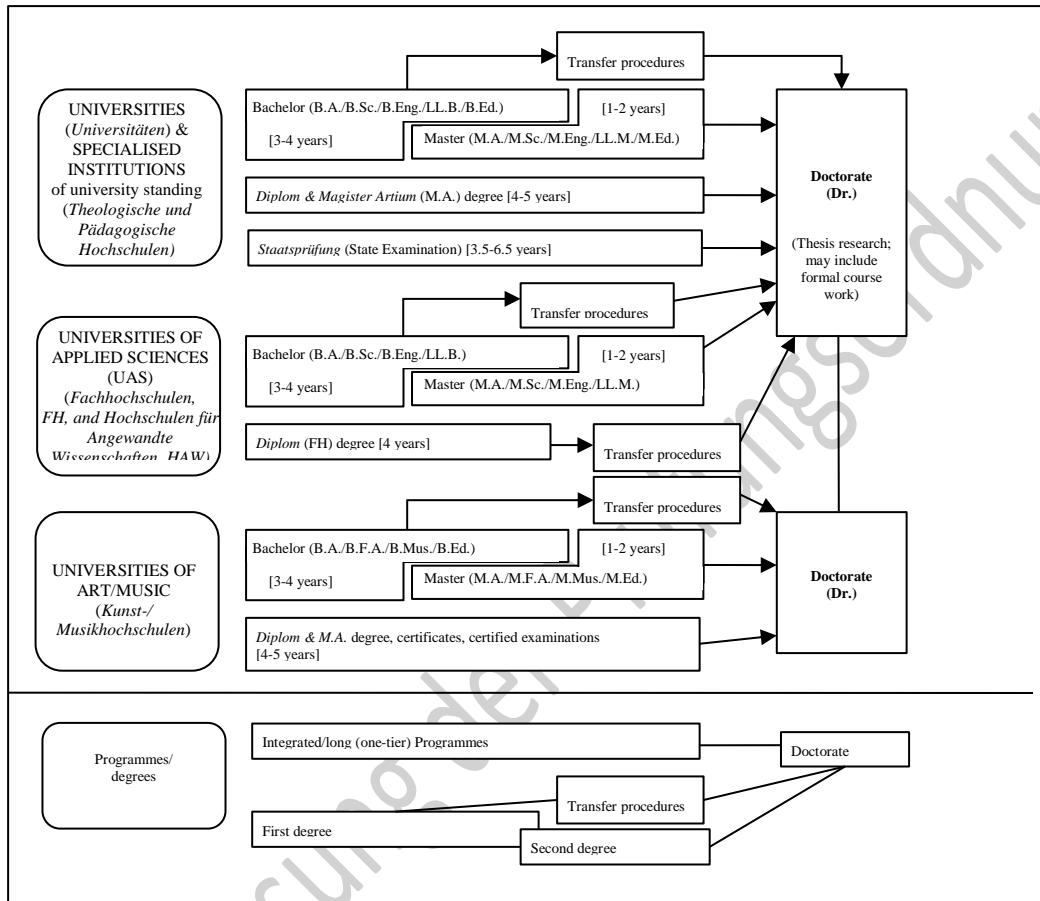 Transfer procedures
UNIVERSITIES
(Universitäten) &
SPECIALISED
INSTITUTIONS
of university standing
(Theologische und
Pädagogische
Hochschulen)
Bachelor (B.A./B.Sc./B.Eng./LL.B./B.Ed.)
[3-4 years]
[1-2 years]
Master (M.A./M.Sc./M.Eng./LL.M./M.Ed.)
Diplom & Magister Artium (M.A.) degree [4-5 years]
Staatsprüfung (State Examination) [3.5-6.5 years]
Doctorate
(Dr.)
(Thesis research;
may include
formal course
work)
Transfer procedures
UNIVERSITIES OF
APPLIED SCIENCES
(UAS)
(Fachhochschulen,
FH, and Hochschulen für
Angewandte
Wissenschaften, HAW)
Bachelor (B.A./B.Sc./B.Eng./LL.B.)
[3-4 years]
[1-2 years]
Master (M.A./M.Sc./M.Eng./LL.M.)
Diplom (FH) degree [4 years]
Transfer procedures
Transfer procedures
UNIVERSITIES OF
ART/MUSIC
(Kunst-/
Musikhochschulen)
Bachelor (B.A./B.F.A./B.Mus./B.Ed.)
[3-4 years]
[1-2 years]
Master (M.A./M.F.A./M.Mus./M.Ed.)
Diplom & M.A. degree, certificates, certified examinations
[4-5 years]
Doctorate
(Dr.)
Programmes/
degrees
Integrated/long (one-tier) Programmes
Doctorate
Transfer procedures
First degree
Second degree